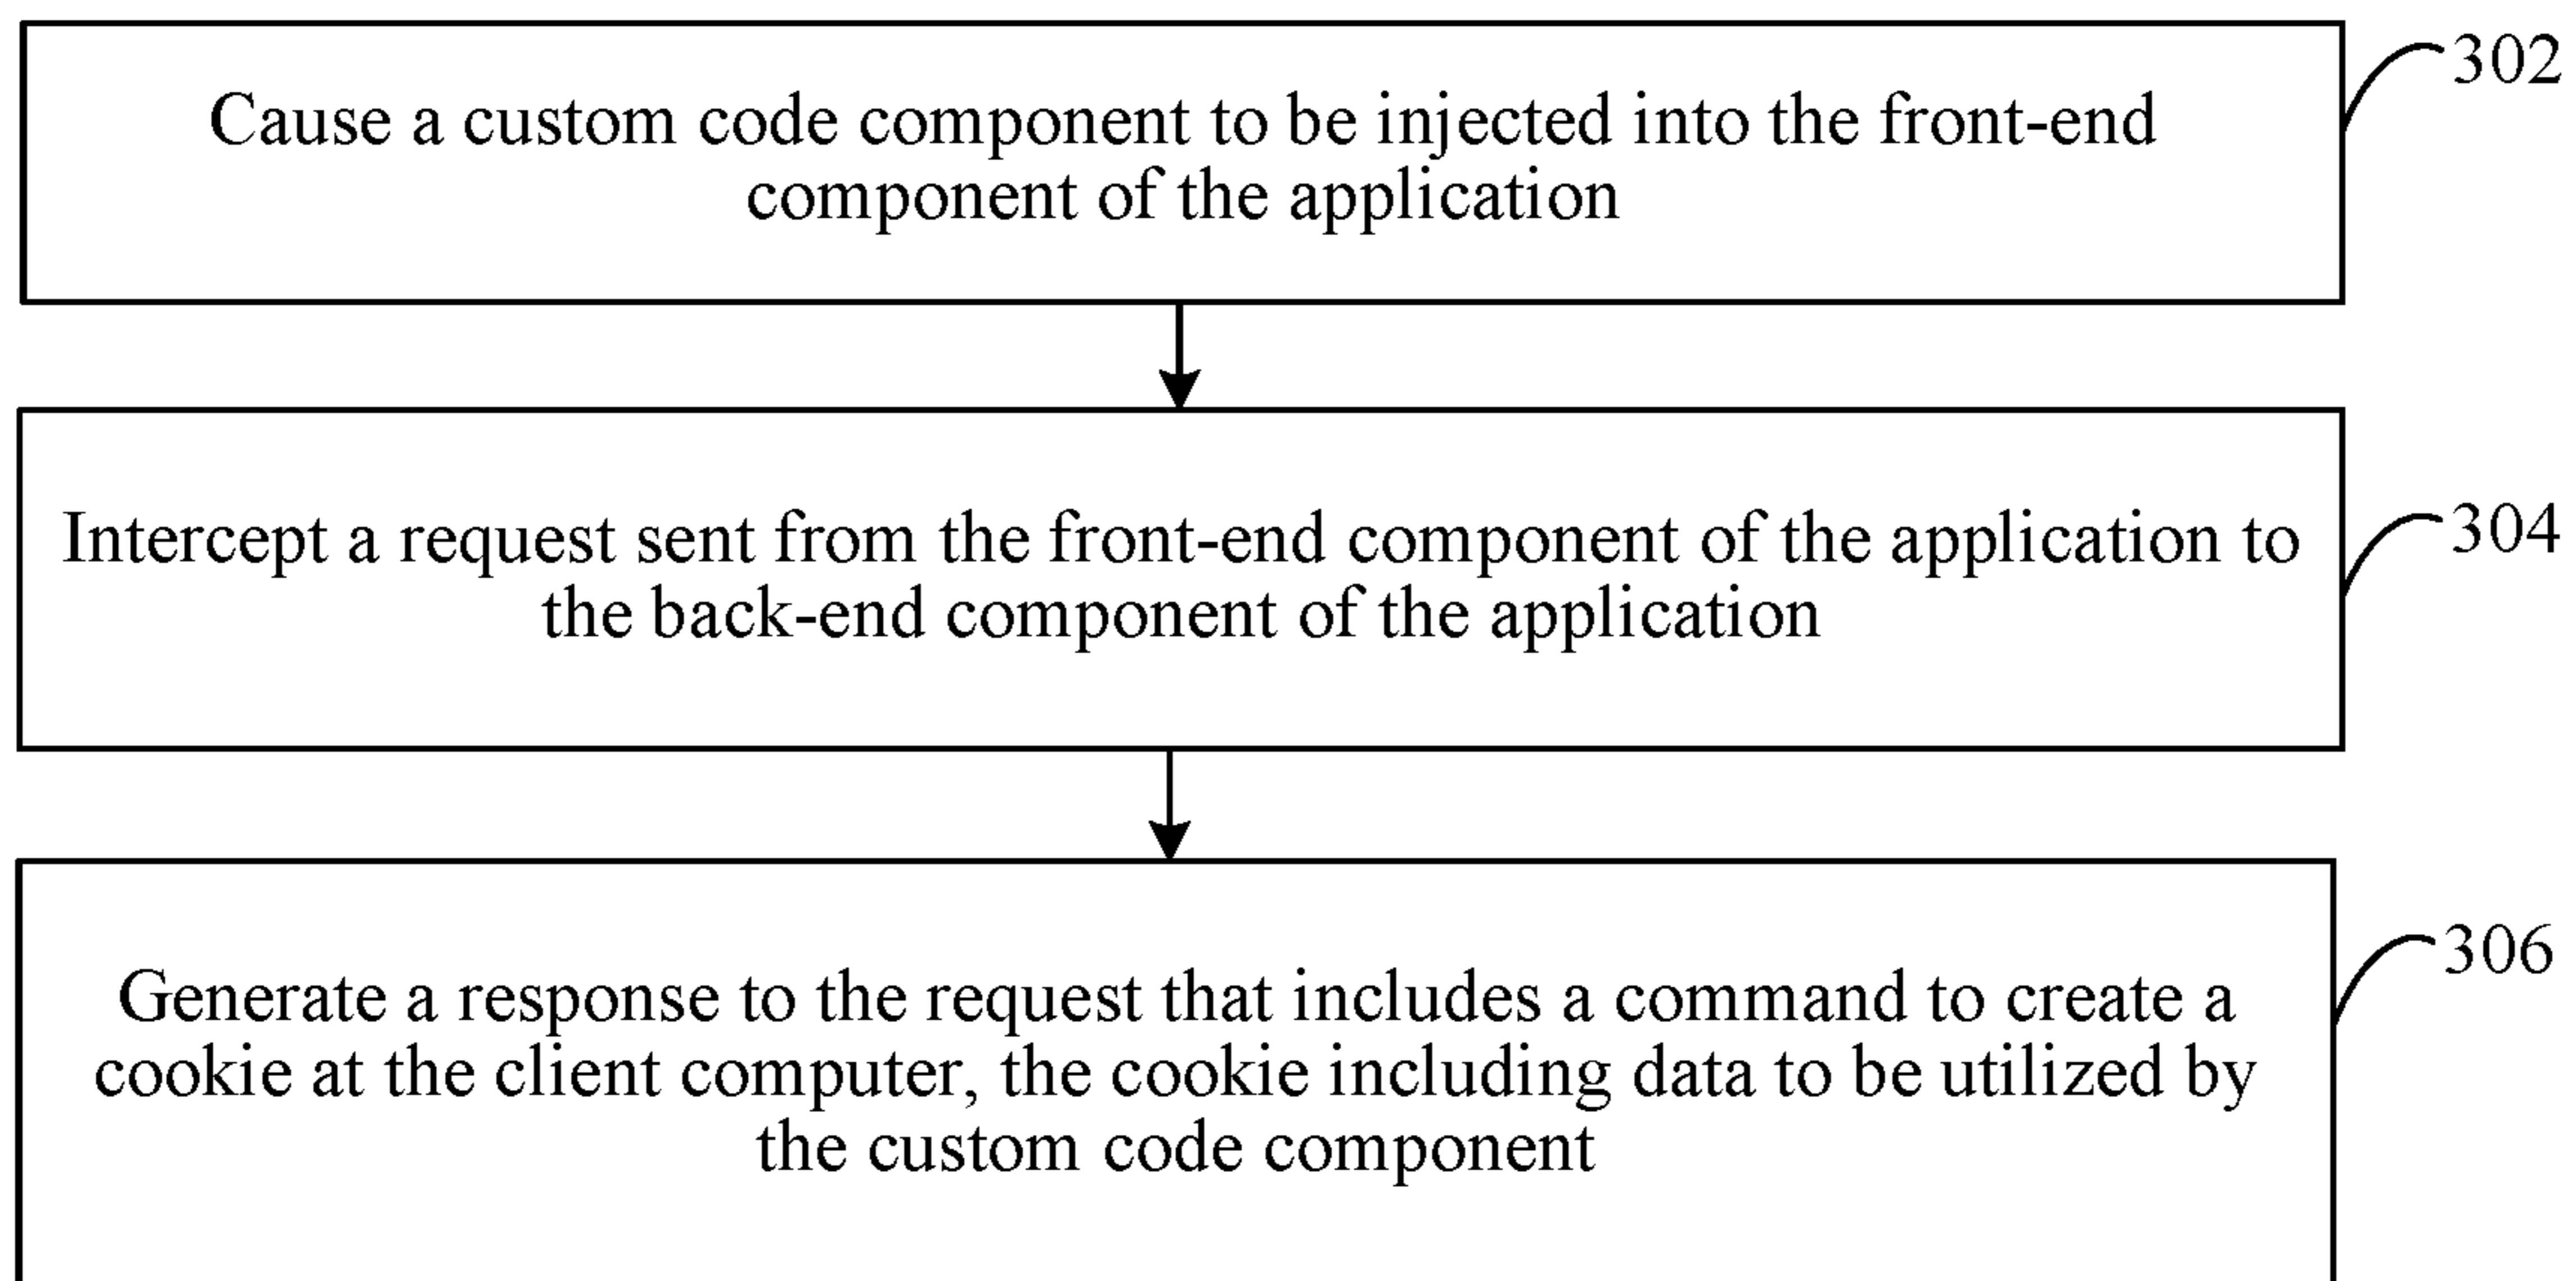 302
Cause a custom code component to be injected into the front-end
component of the application
304
Intercept a request sent from the front-end component of the application to
the back-end component of the application
306
Generate a response to the request that includes a command to create a
cookie at the client computer, the cookie including data to be utilized by
the custom code component